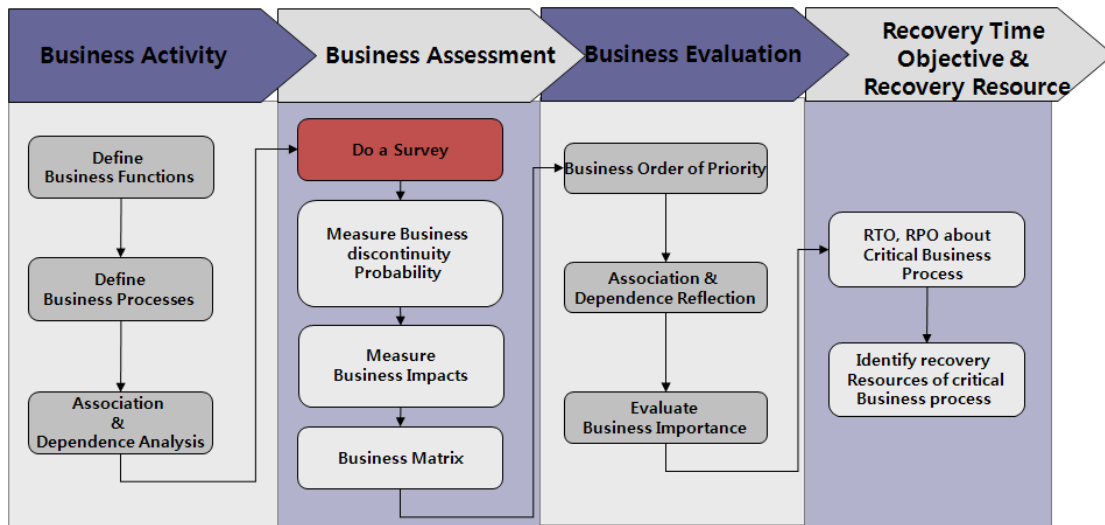 Business Activity
Business Assessment
Business Evaluation
Recovery Time
Objective &
Recovery Resource
Define
Business Functions
Define
Business Processes
Association
&
Dependence Analysis
Do a Survey
Measure Business
discontinuity
Probability
Measure
Business Impacts
Business Matrix
Business Order of Priority
Association &
Dependence Reflection
Evaluate
Business Importance
RTO, RPO about
Critical Business
Process
Identify recovery
Resources of critical
Business process